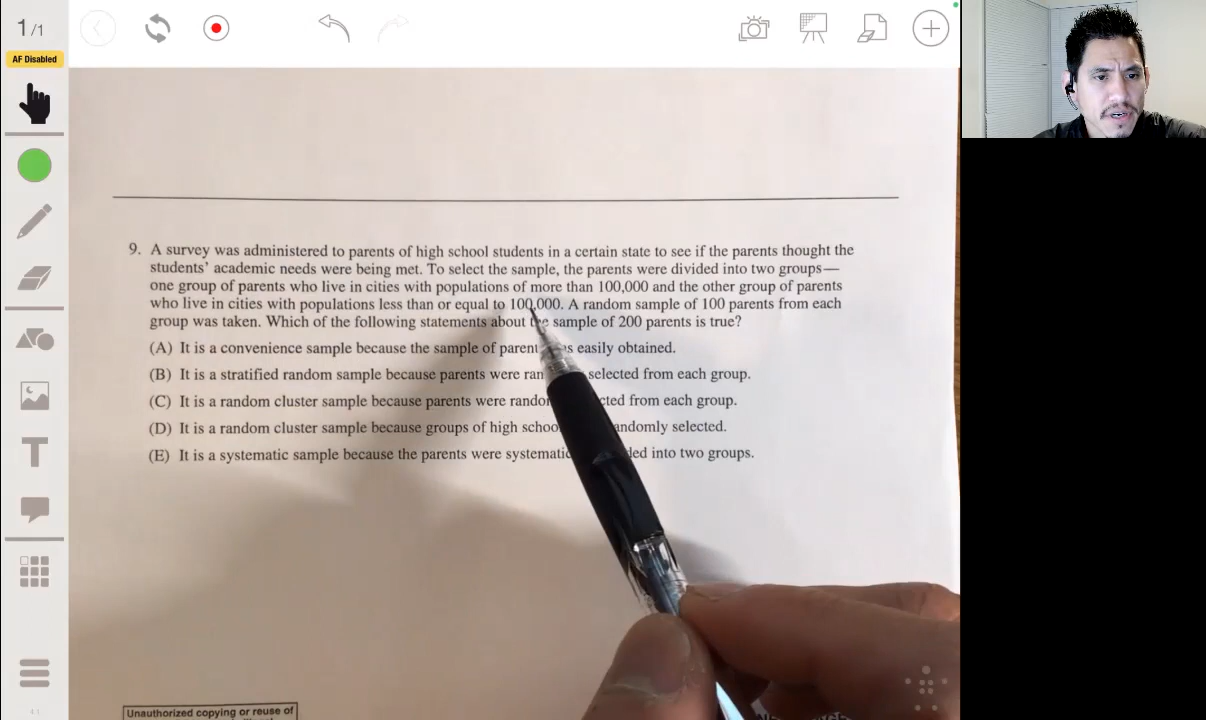 1/1
AF Disabled
T
9. A survey was administered to parents of high school students in a certain state to see if the parents thought the
students' academic needs were being met. To select the sample, the parents were divided into two groups—
one group of parents who live in cities with populations of more than 100,000 and the other group of parents
who live in cities with populations less than or equal to 100,000. A random sample of 100 parents from each
group was taken. Which of the following statements about the sample of 200 parents is true?
(A) It is a convenience sample because the sample of parent easily obtained.
(B) It is a stratified random sample because parents were selected from each group.
(C) It is a random cluster sample because parents were from each group.
(D) It is a random cluster sample because groups of high selected.
(E) It is a systematic sample because the parents were into two groups.
Unauthorized copying or reuse of